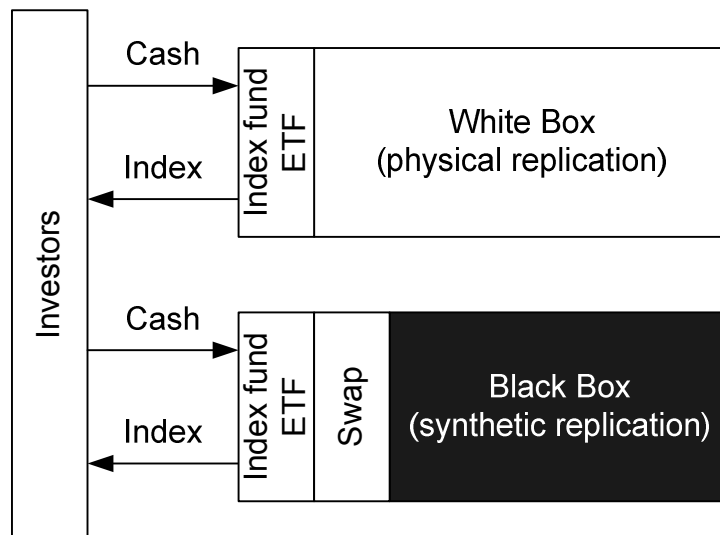 Investors
Cash
Index
Index fund
ETF
White Box
(physical replication)
Cash
Index
Index fund
ETF
Swap
Black Box
(synthetic replication)